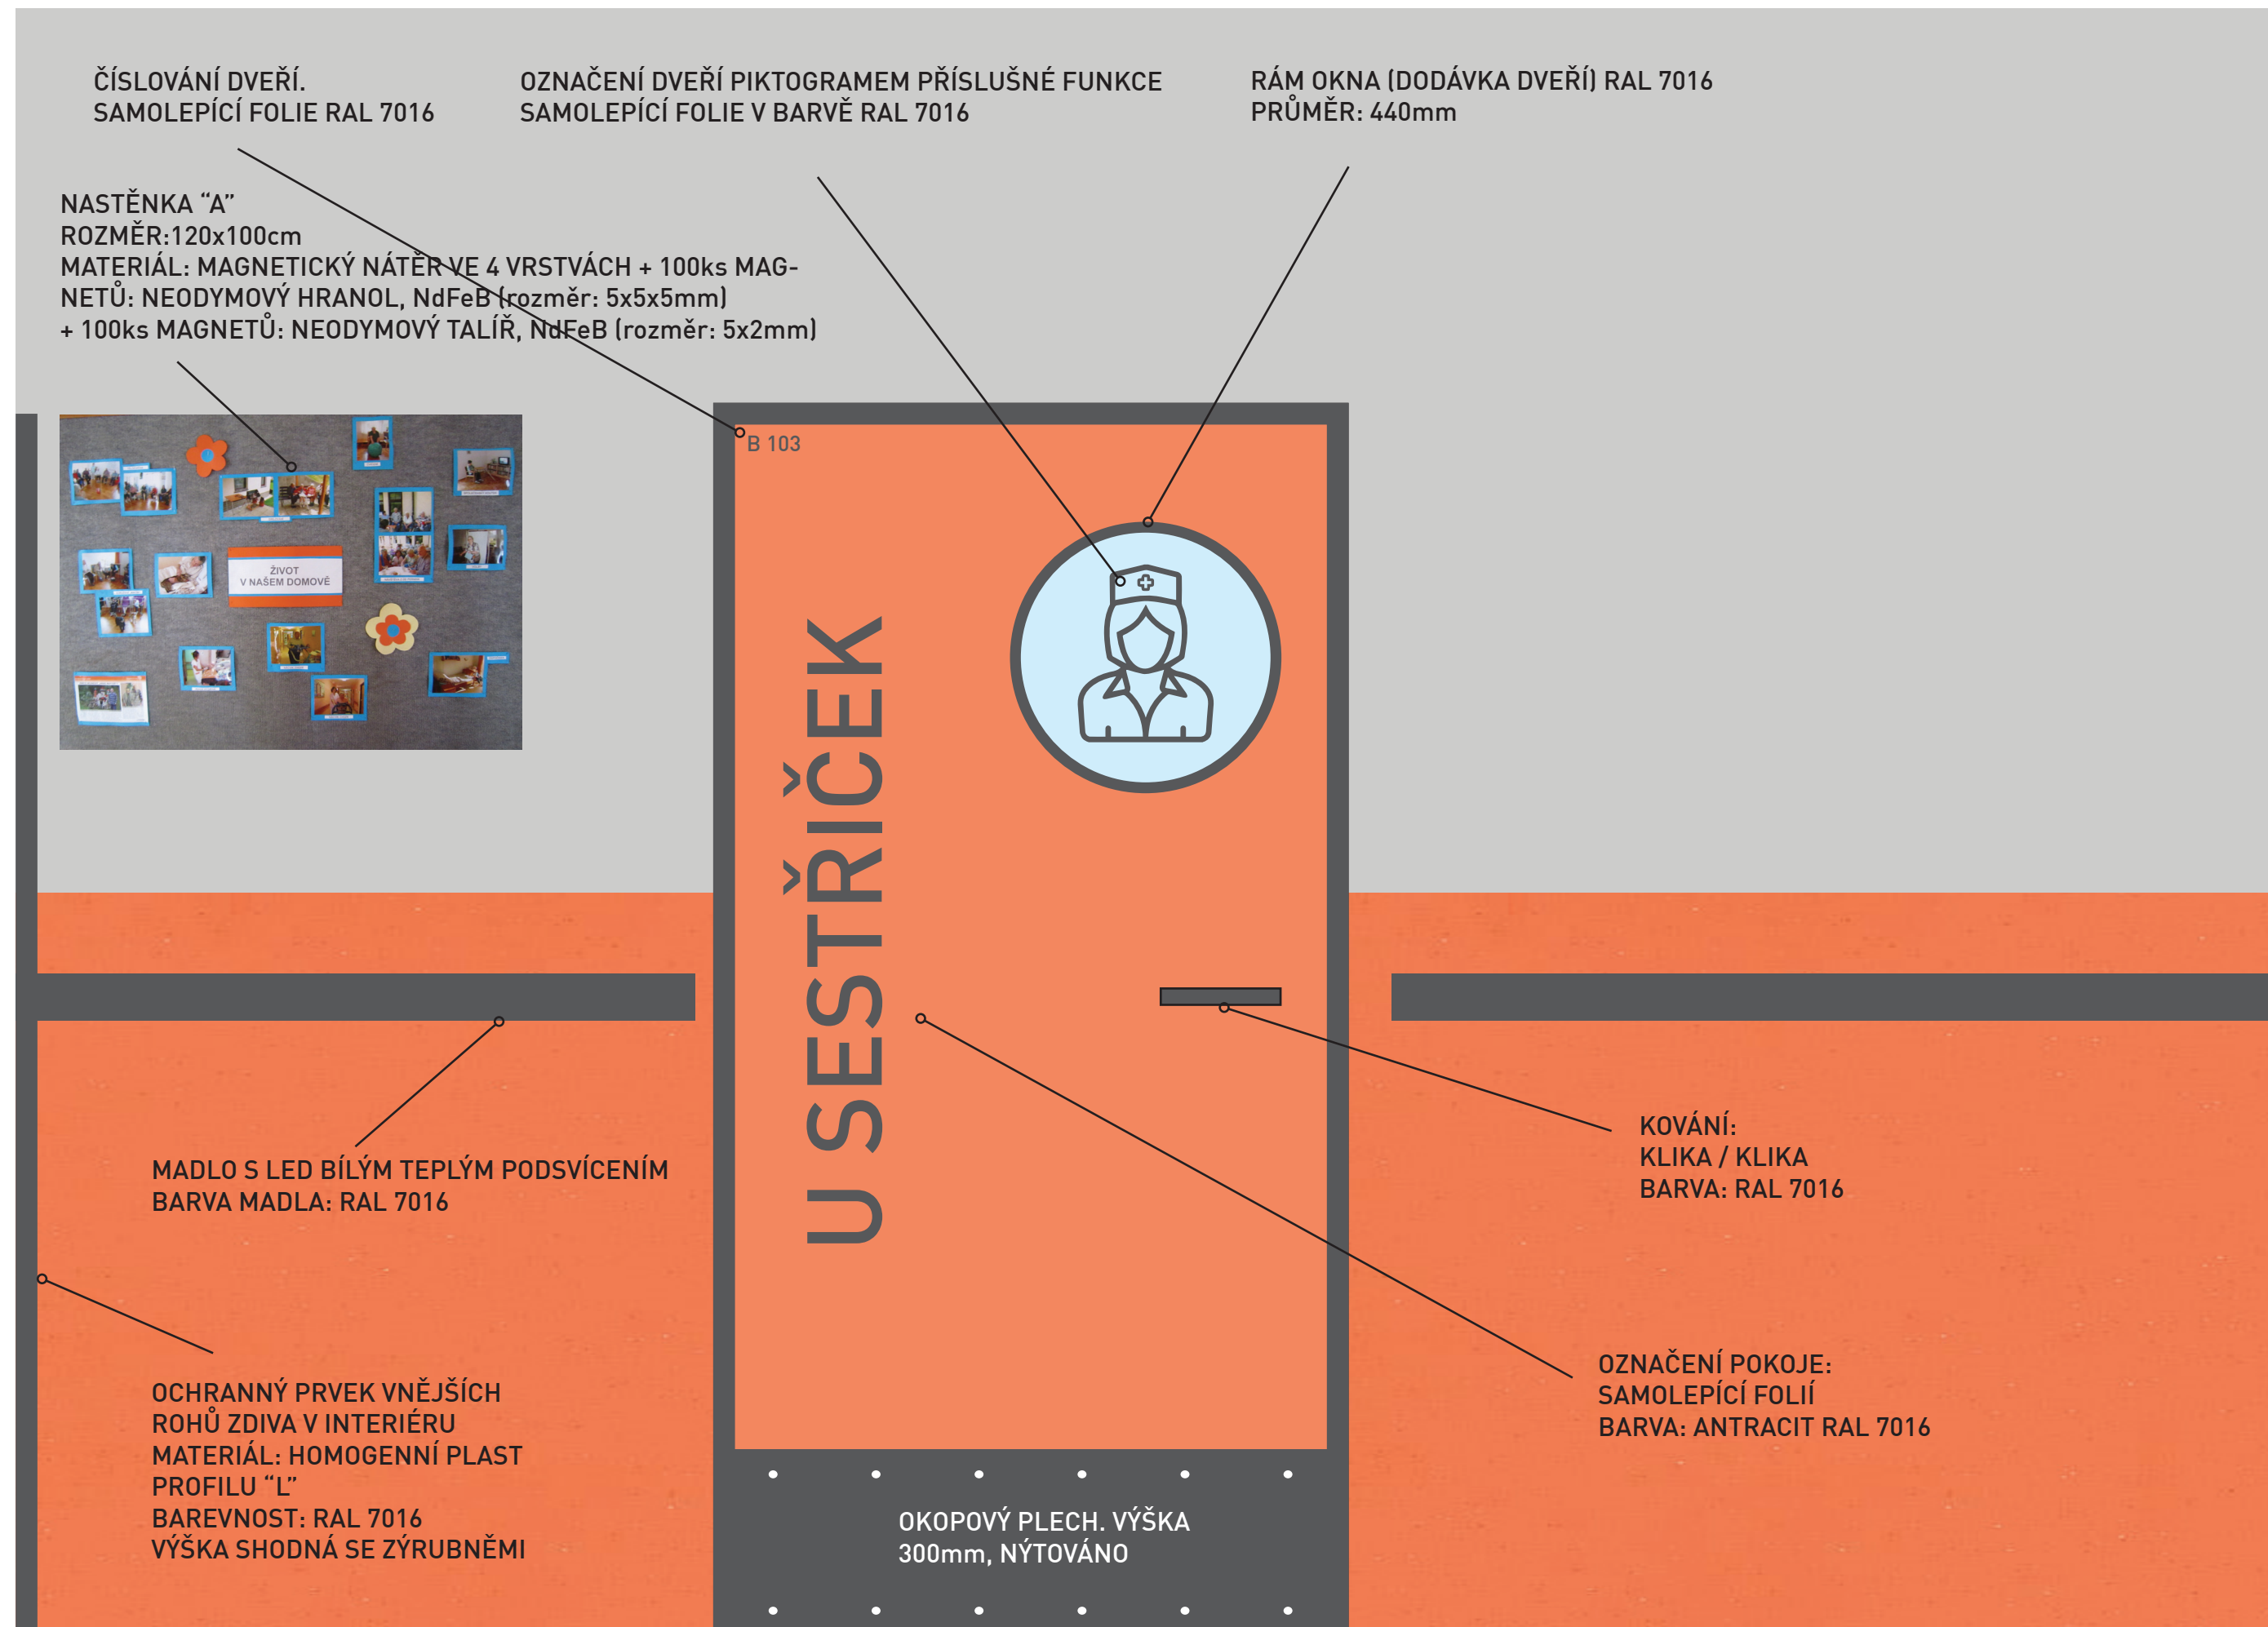 ČÍSLOVÁNÍ DVEŘÍ.
SAMOLEPÍCÍ FOLIE RAL 7016
OZNAČENÍ DVEŘÍ PIKTOGRAMEM PŘÍSLUŠNÉ FUNKCE
SAMOLEPÍCÍ FOLIE V BARVĚ RAL 7016
RÁM OKNA (DODÁVKA DVEŘÍ) RAL 7016
PRŮMĚR: 440mm
NASTĚNKA “A”
ROZMĚR:120x100cm
MATERIÁL: MAGNETICKÝ NÁTĚR VE 4 VRSTVÁCH + 100ks MAG-
NETŮ: NEODYMOVÝ HRANOL, NdFeB (rozměr: 5x5x5mm)
+ 100ks MAGNETŮ: NEODYMOVÝ TALÍŘ, NdFeB (rozměr: 5x2mm)
B 103
ŽIVOT
V NAŠEM DOMOVĚ
U SESTŘIČEK
MADLO S LED BÍLÝM TEPLÝM PODSVÍCENÍM
BARVA MADLA: RAL 7016
KOVÁNÍ:
KLIKA / KLIKA
BARVA: RAL 7016
OCHRANNÝ PRVEK VNĚJŠÍCH
ROHŮ ZDIVA V INTERIÉRU
MATERIÁL: HOMOGENNÍ PLAST
PROFILU “L”
BAREVNOST: RAL 7016
VÝŠKA SHODNÁ SE ZÝRUBNĚMI
OZNAČENÍ POKOJE:
SAMOLEPÍCÍ FOLIÍ
BARVA: ANTRACIT RAL 7016
OKOPOVÝ PLECH. VÝŠKA
300mm, NÝTOVÁNO